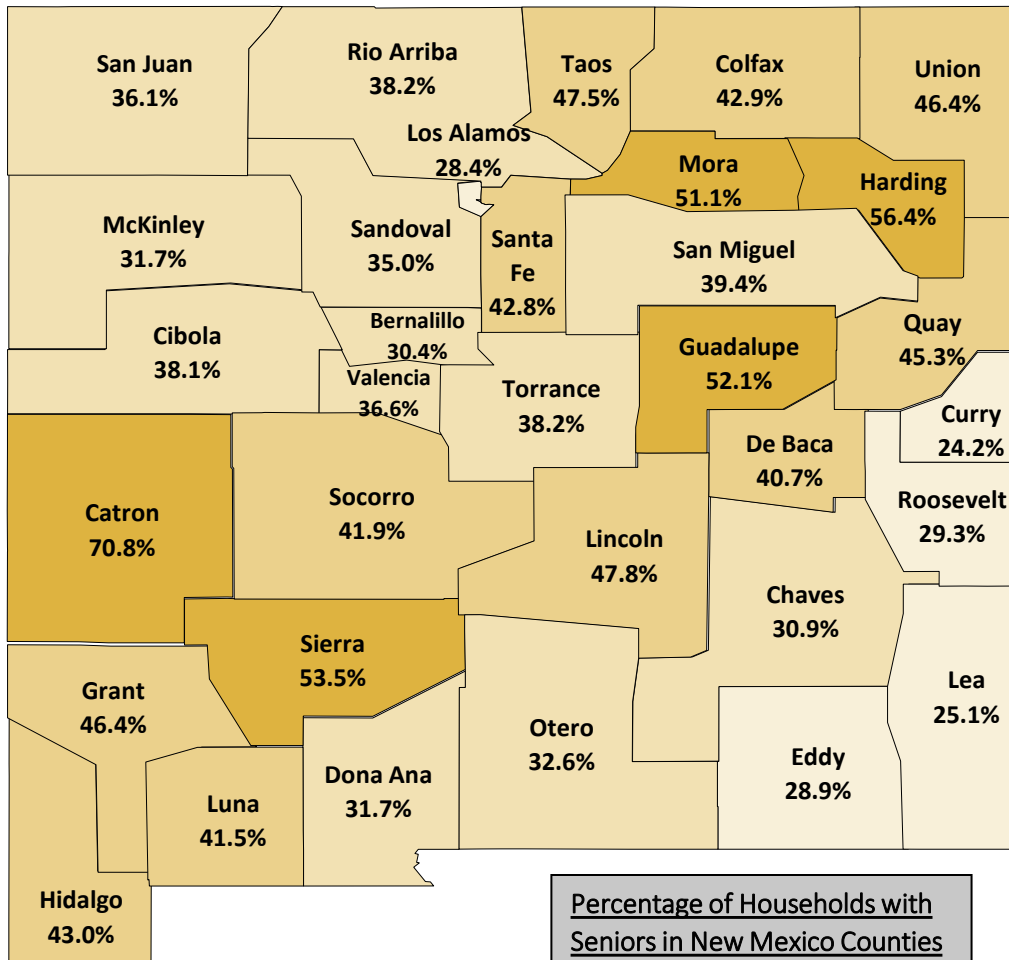 San Juan
36.1%
Rio Arriba
38.2%
Taos
47.5%
Colfax
42.9%
Union
46.4%
Los Alamos
28.4%
Mora
51.1%
Harding
56.4%
McKinley
31.7%
Sandoval
35.0%
Santa
Fe
42.8%
San Miguel
39.4%
Cibola
38.1%
Bernalillo
30.4%
Guadalupe
52.1%
Quay
45.3%
Valencia
36.6%
Torrance
38.2%
Curry
24.2%
De Baca
40.7%
Catron
70.8%
Socorro
41.9%
Roosevelt
29.3%
Lincoln
47.8%
Chaves
30.9%
Sierra
53.5%
Grant
46.4%
Lea
25.1%
Otero
32.6%
Eddy
28.9%
Dona Ana
31.7%
Luna
41.5%
Hidalgo
43.0%
Percentage of Households with
Seniors in New Mexico Counties